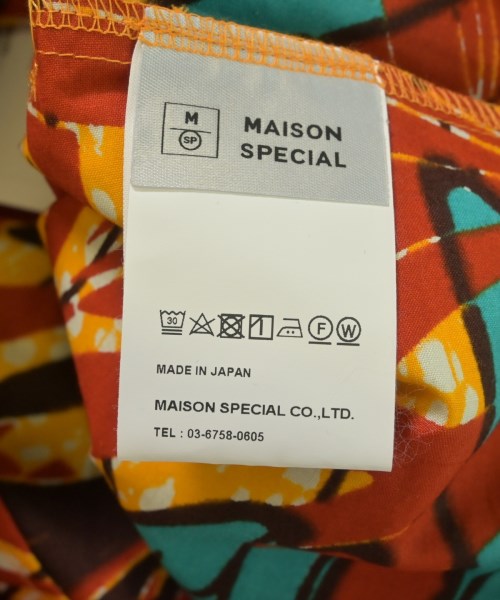 M
SP
MAISON
SPECIAL
30 F W
MADE IN JAPAN
MAISON SPECIAL CO.,LTD.
TEL : 03-6758-0605